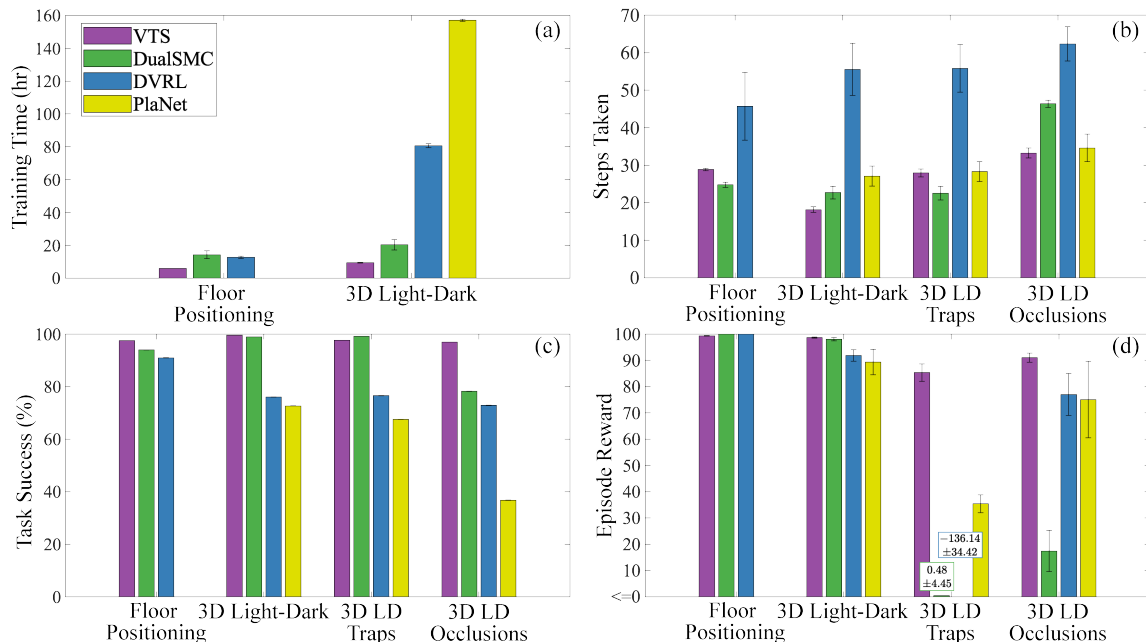 (a)
VTS
DualSMC
DVRL
PlaNet
Training Time (hr)
160
140
120
100
80
60
40
20
0
Floor
Positioning
3D Light-Dark
(b)
Steps Taken
70
60
50
40
30
20
10
0
Floor
Positioning
3D Light-Dark
3D LD
Traps
3D LD
Occlusions
(c)
Task Success (%)
100
80
60
40
20
0
Floor
Positioning
3D Light-Dark
3D LD
Traps
3D LD
Occlusions
(d)
Episode Reward
100
90
80
70
60
50
40
30
20
10
<=0
−136.14
±34.42
0.48
±4.45
Floor
Positioning
3D Light-Dark
3D LD
Traps
3D LD
Occlusions